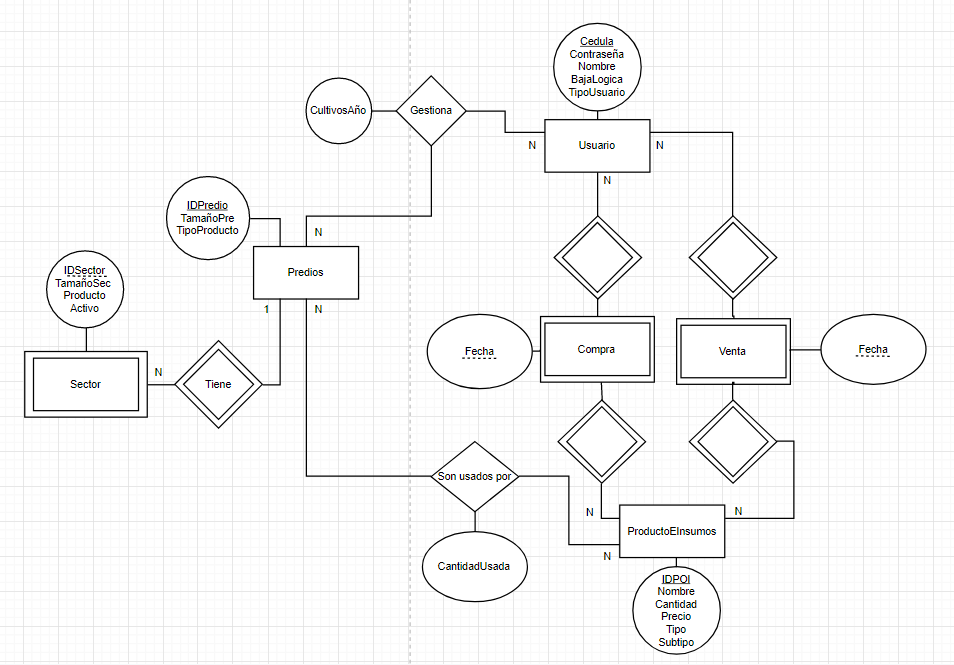 Cedula
Contraseña
Nombre
BajaLogica
TipoUsuario
CultivosAño
Gestiona
N
Usuario
N
N
IDPredio
TamañoPre
TipoProducto
N
Predios
1
N
IDSector
TamañoSec
Producto
Activo
Sector
N
Tiene
Fecha
Compra
Venta
Fecha
Son usados por
CantidadUsada
N
N
N
ProductoEInsumos
IDPOI
Nombre
Cantidad
Precio
Tipo
Subtipo